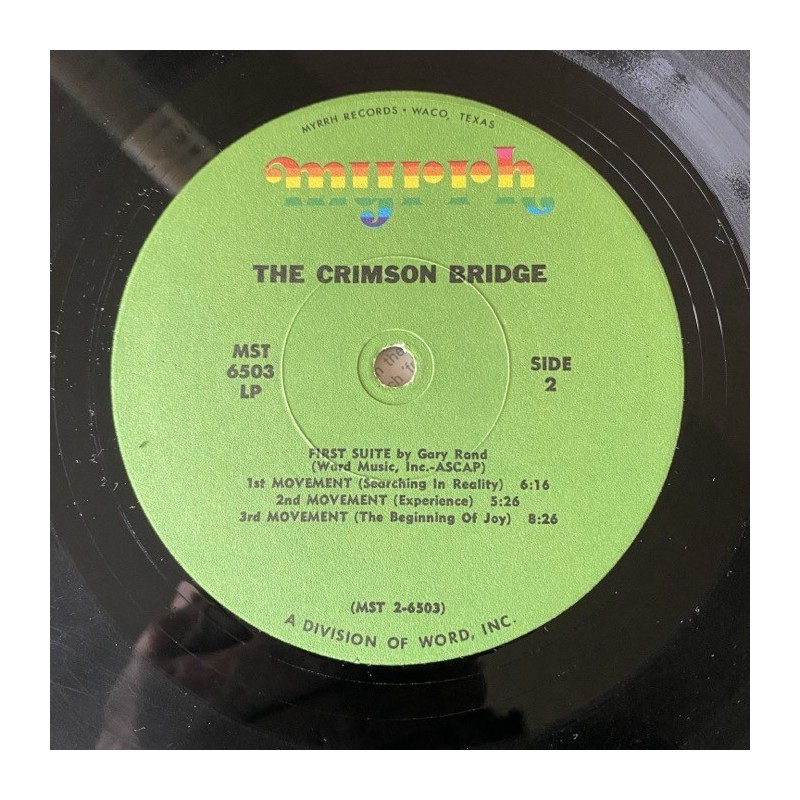 MYRRH RECORDS • WACO, TEXAS
myrrh
THE CRIMSON BRIDGE
MST
6503
LP
SIDE
2
the
ch
FIRST SUITE by Gary Rand
(Word Music, Inc.-ASCAP)
1st MOVEMENT (Searching In Reality) 6:16
2nd MOVEMENT (Experience) 5:26
3rd MOVEMENT (The Beginning Of Joy) 8:26
(MST 2-6503)
A DIVISION OF WORD, INC.